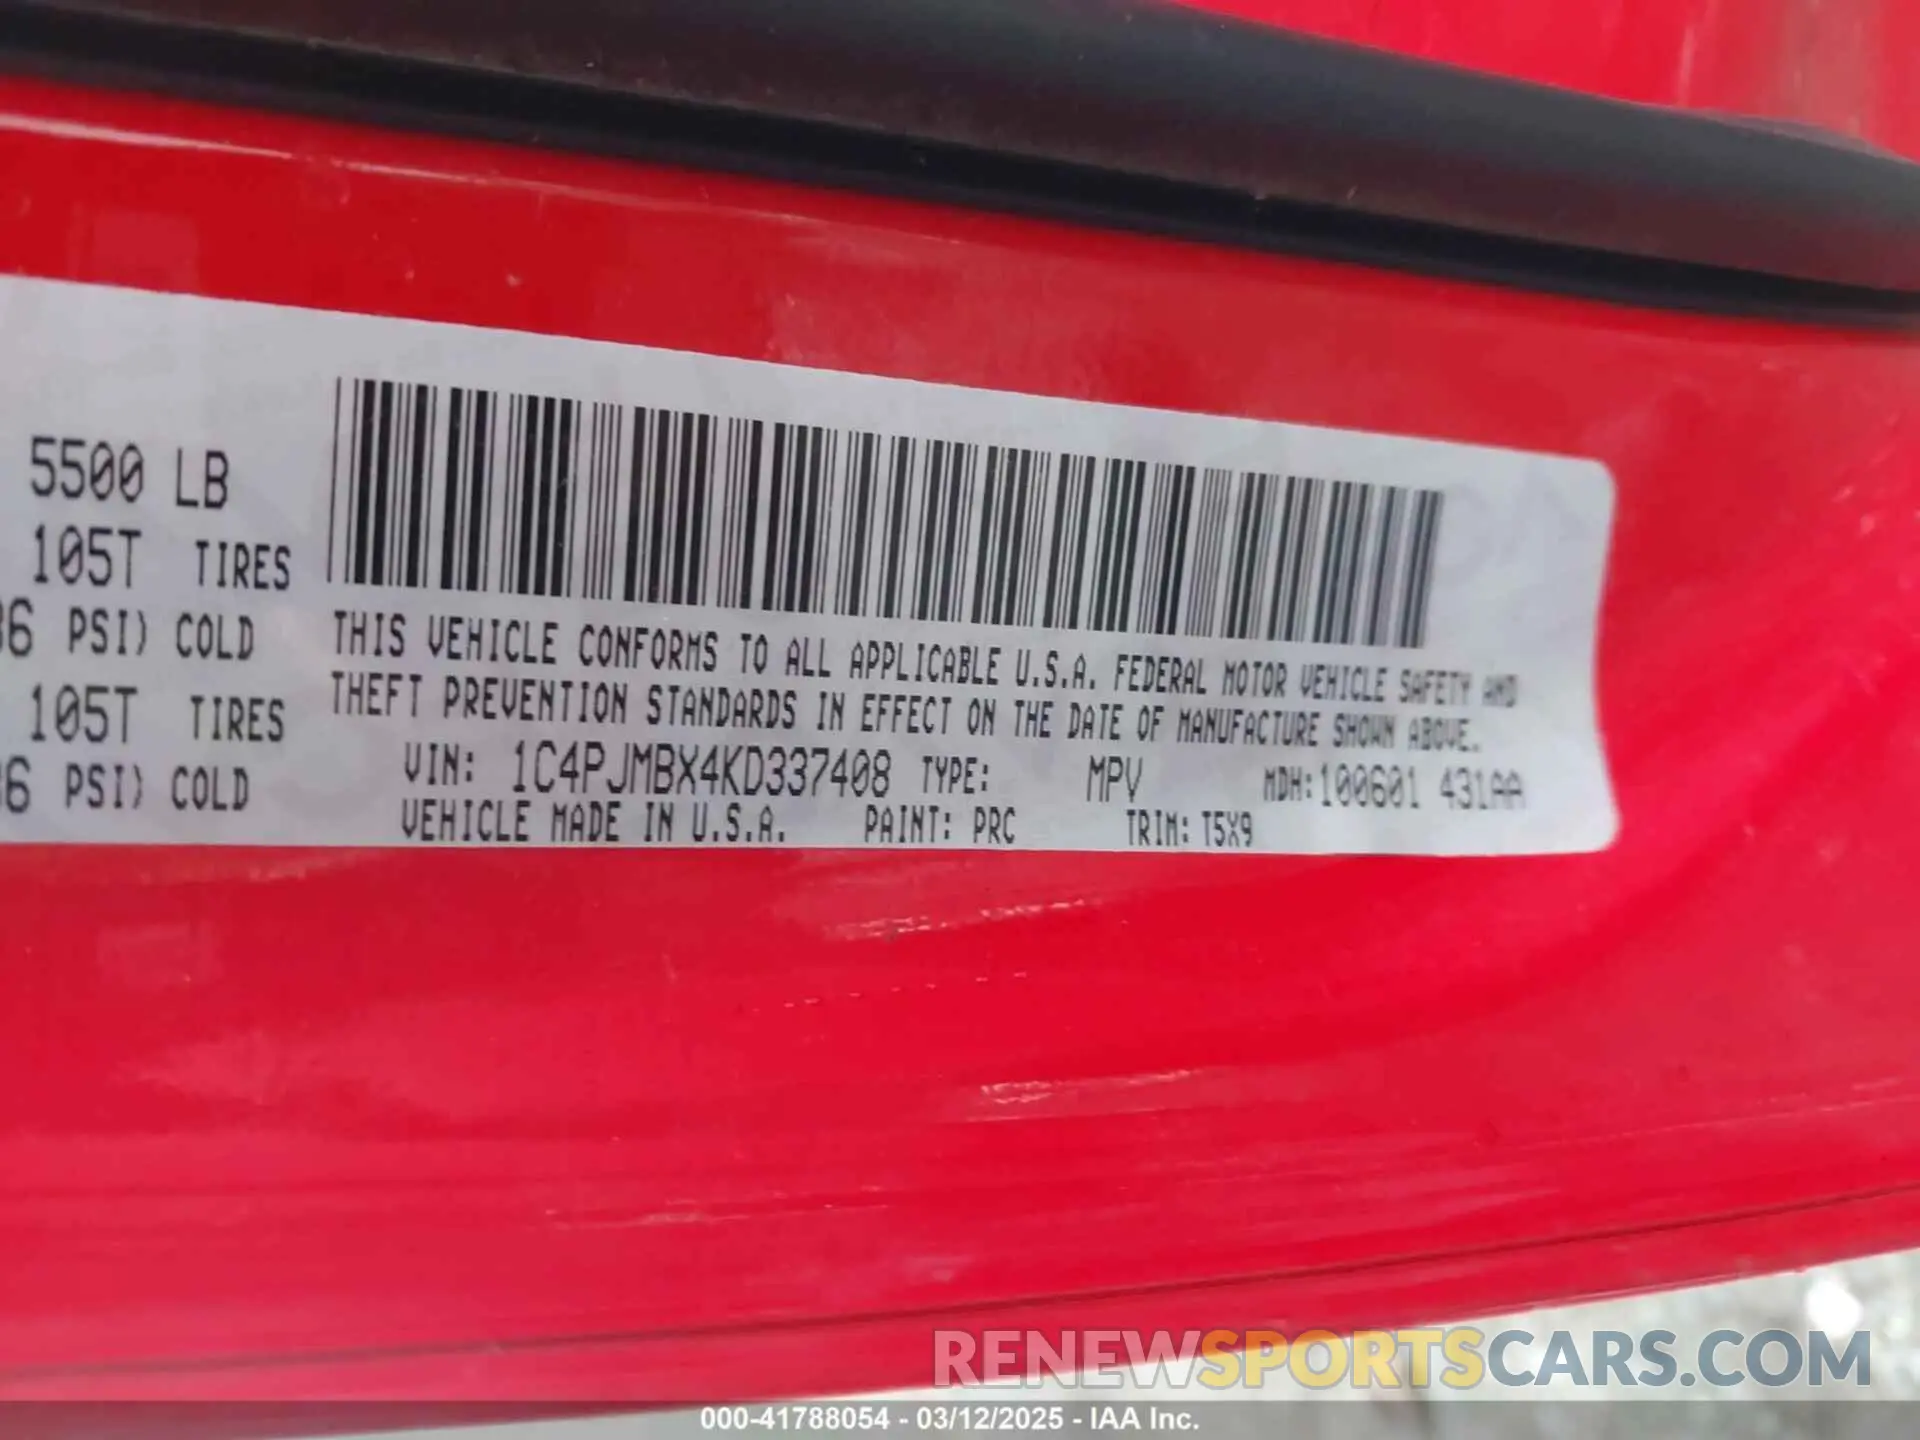 5500 LB
105T TIRES
36 PSI) COLD
105T TIRES
36 PSI) COLD
THIS VEHICLE CONFORMS TO ALL APPLICABLE U.S.A. FEDERAL MOTOR VEHICLE SAFETY AND
THEFT PREVENTION STANDARDS IN EFFECT ON THE DATE OF MANUFACTURE SHOWN ABOVE.
VIN: 1C4PJMBX4KD337408 TYPE: MPV MDH:100601 431AA
VEHICLE MADE IN U.S.A. PAINT: PRC TRIM: T5X9
RENEWSPORTSCARS.COM
000-41788054 - 03/12/2025 - IAA Inc.